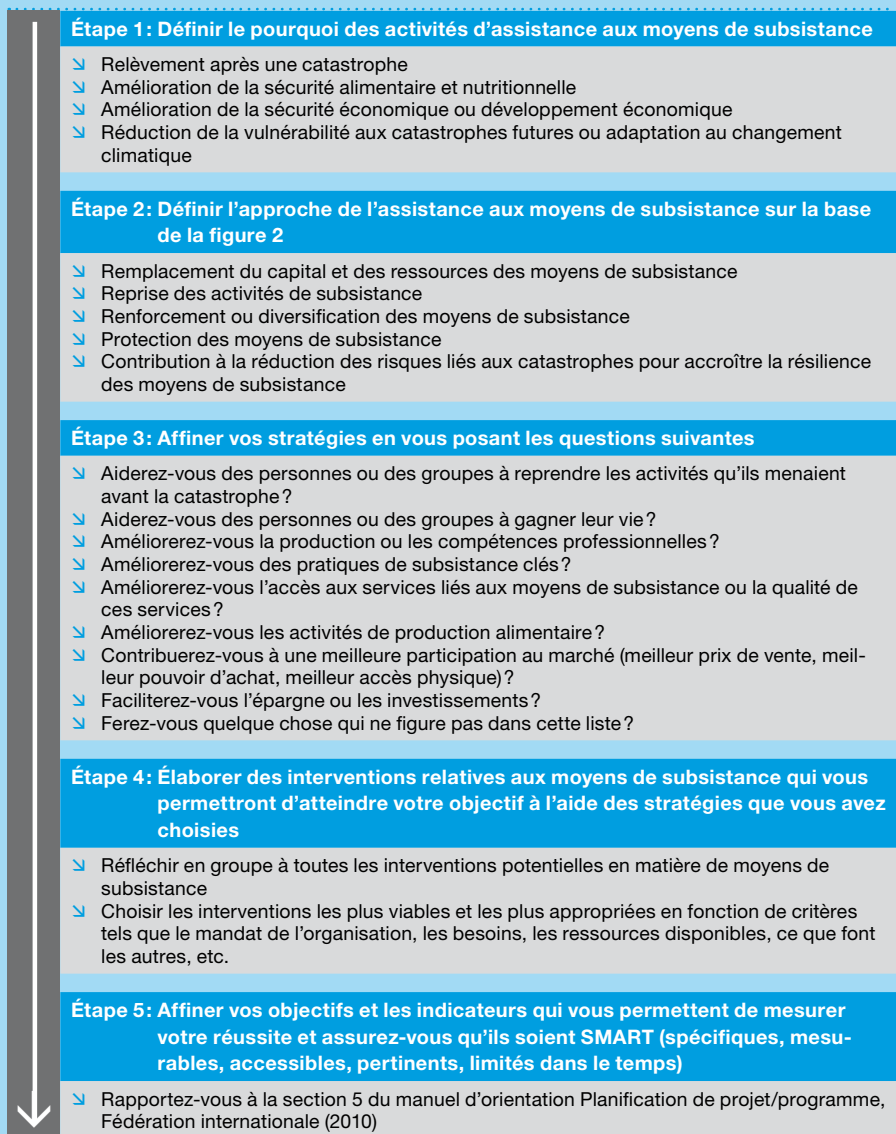 Étape 1: Définir le pourquoi des activités d'assistance aux moyens de subsistance
Relèvement après une catastrophe
Amélioration de la sécurité alimentaire et nutritionnelle
Amélioration de la sécurité économique ou développement économique
Réduction de la vulnérabilité aux catastrophes futures ou adaptation au changement
climatique
Étape 2: Définir l'approche de l'assistance aux moyens de subsistance sur la base
de la figure 2
Remplacement du capital et des ressources des moyens de subsistance
Reprise des activités de subsistance
Renforcement ou diversification des moyens de subsistance
Protection des moyens de subsistance
Contribution à la réduction des risques liés aux catastrophes pour accroître la résilience
des moyens de subsistance
Étape 3: Affiner vos stratégies en vous posant les questions suivantes
Aiderez-vous des personnes ou des groupes à reprendre les activités qu'ils menaient
avant la catastrophe?
Aiderez-vous des personnes ou des groupes à gagner leur vie?
Améliorerez-vous la production ou les compétences professionnelles?
Améliorerez-vous des pratiques de subsistance clés?
Améliorerez-vous l'accès aux services liés aux moyens de subsistance ou la qualité de
ces services?
Améliorerez-vous les activités de production alimentaire?
Contribuerez-vous à une meilleure participation au marché (meilleur prix de vente, meil-
leur pouvoir d'achat, meilleur accès physique)?
Faciliterez-vous l'épargne ou les investissements?
Ferez-vous quelque chose qui ne figure pas dans cette liste?
Étape 4: Élaborer des interventions relatives aux moyens de subsistance qui vous
permettront d'atteindre votre objectif à l'aide des stratégies que vous avez
choisies
Réfléchir en groupe à toutes les interventions potentielles en matière de moyens de
subsistance
Choisir les interventions les plus viables et les plus appropriées en fonction de critères
tels que le mandat de l'organisation, les besoins, les ressources disponibles, ce que font
les autres, etc.
Étape 5: Affiner vos objectifs et les indicateurs qui vous permettent de mesurer
votre réussite et assurez-vous qu'ils soient SMART (spécifiques, mesu-
rables, accessibles, pertinents, limités dans le temps)
Rapportez-vous à la section 5 du manuel d'orientation Planification de projet/programme,
Fédération internationale (2010)